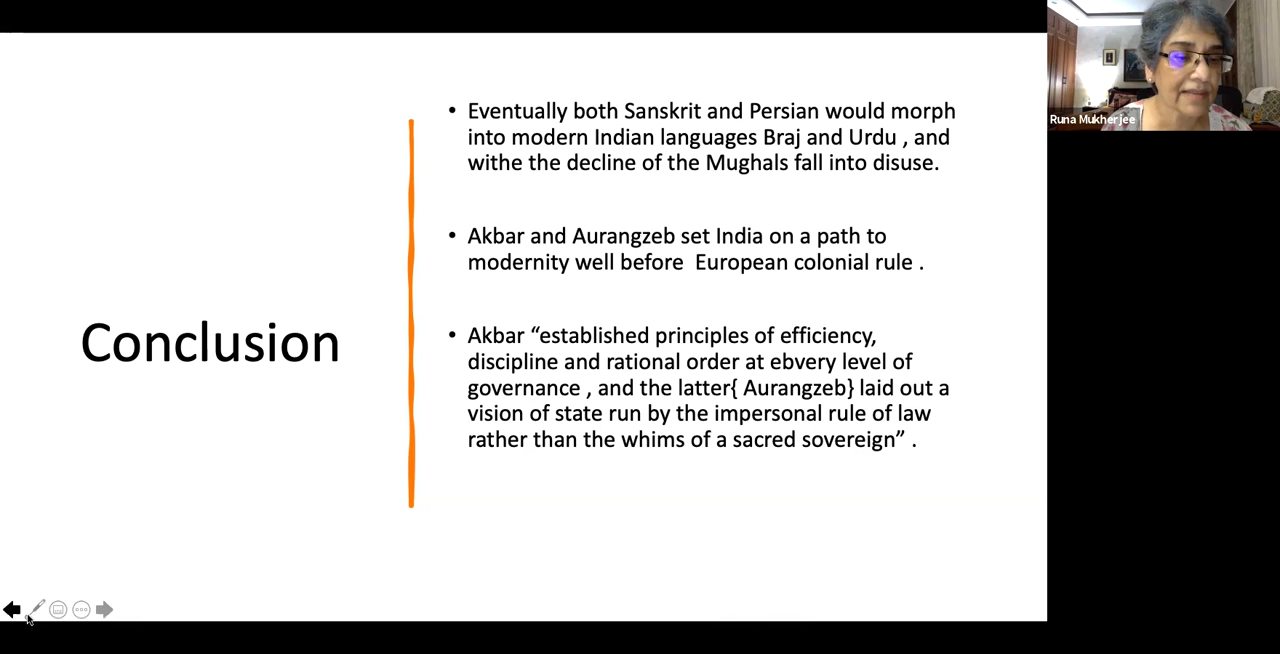 Conclusion
• Eventually both Sanskrit and Persian would morph
into modern Indian languages Braj and Urdu , and
withe the decline of the Mughals fall into disuse.
• Akbar and Aurangzeb set India on a path to
modernity well before  European colonial rule .
• Akbar “established principles of efficiency,
discipline and rational order at ebvery level of
governance , and the latter{ Aurangzeb} laid out a
vision of state run by the impersonal rule of law
rather than the whims of a sacred sovereign” .
Runa Mukherjee